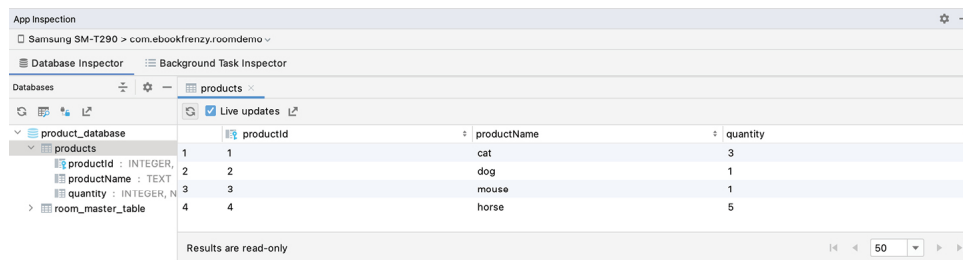 App Inspection
Samsung SM-T290 > com.ebookfrenzy.roomdemo
Database Inspector Background Task Inspector
Databases
products
Live updates
product_database
products
productId : INTEGER,
productName : TEXT
quantity : INTEGER, N
room_master_table
productId productName quantity
1 1 cat 3
2 2 dog 1
3 3 mouse 1
4 4 horse 5
Results are read-only
50